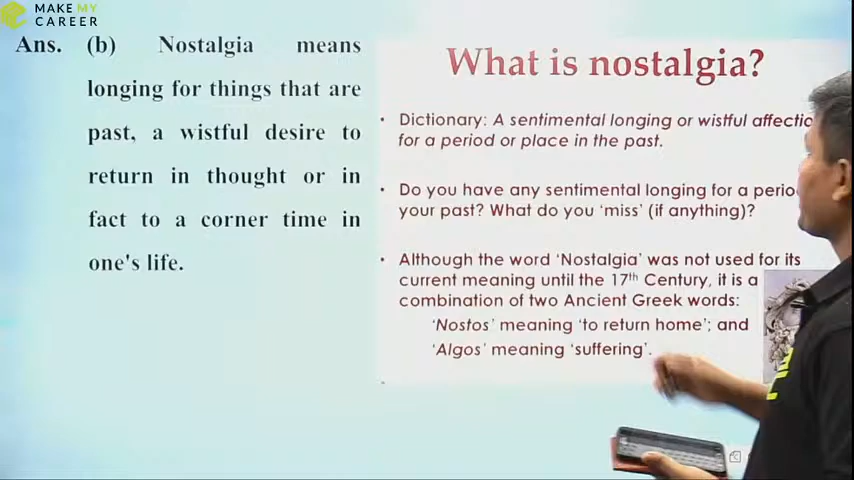 MAKE MY
CAREER
Ans. (b) Nostalgia means
longing for things that are
past, a wistful desire to
return in thought or in
fact to a corner time in
one's life.
What is nostalgia?
• Dictionary: A sentimental longing or wistful affectio
for a period or place in the past.
• Do you have any sentimental longing for a perio
your past? What do you ‘miss’ (if anything)?
• Although the word ‘Nostalgia’ was not used for its
current meaning until the 17th Century, it is a
combination of two Ancient Greek words:
‘Nostos’ meaning ‘to return home’; and
‘Algos’ meaning ‘suffering’.